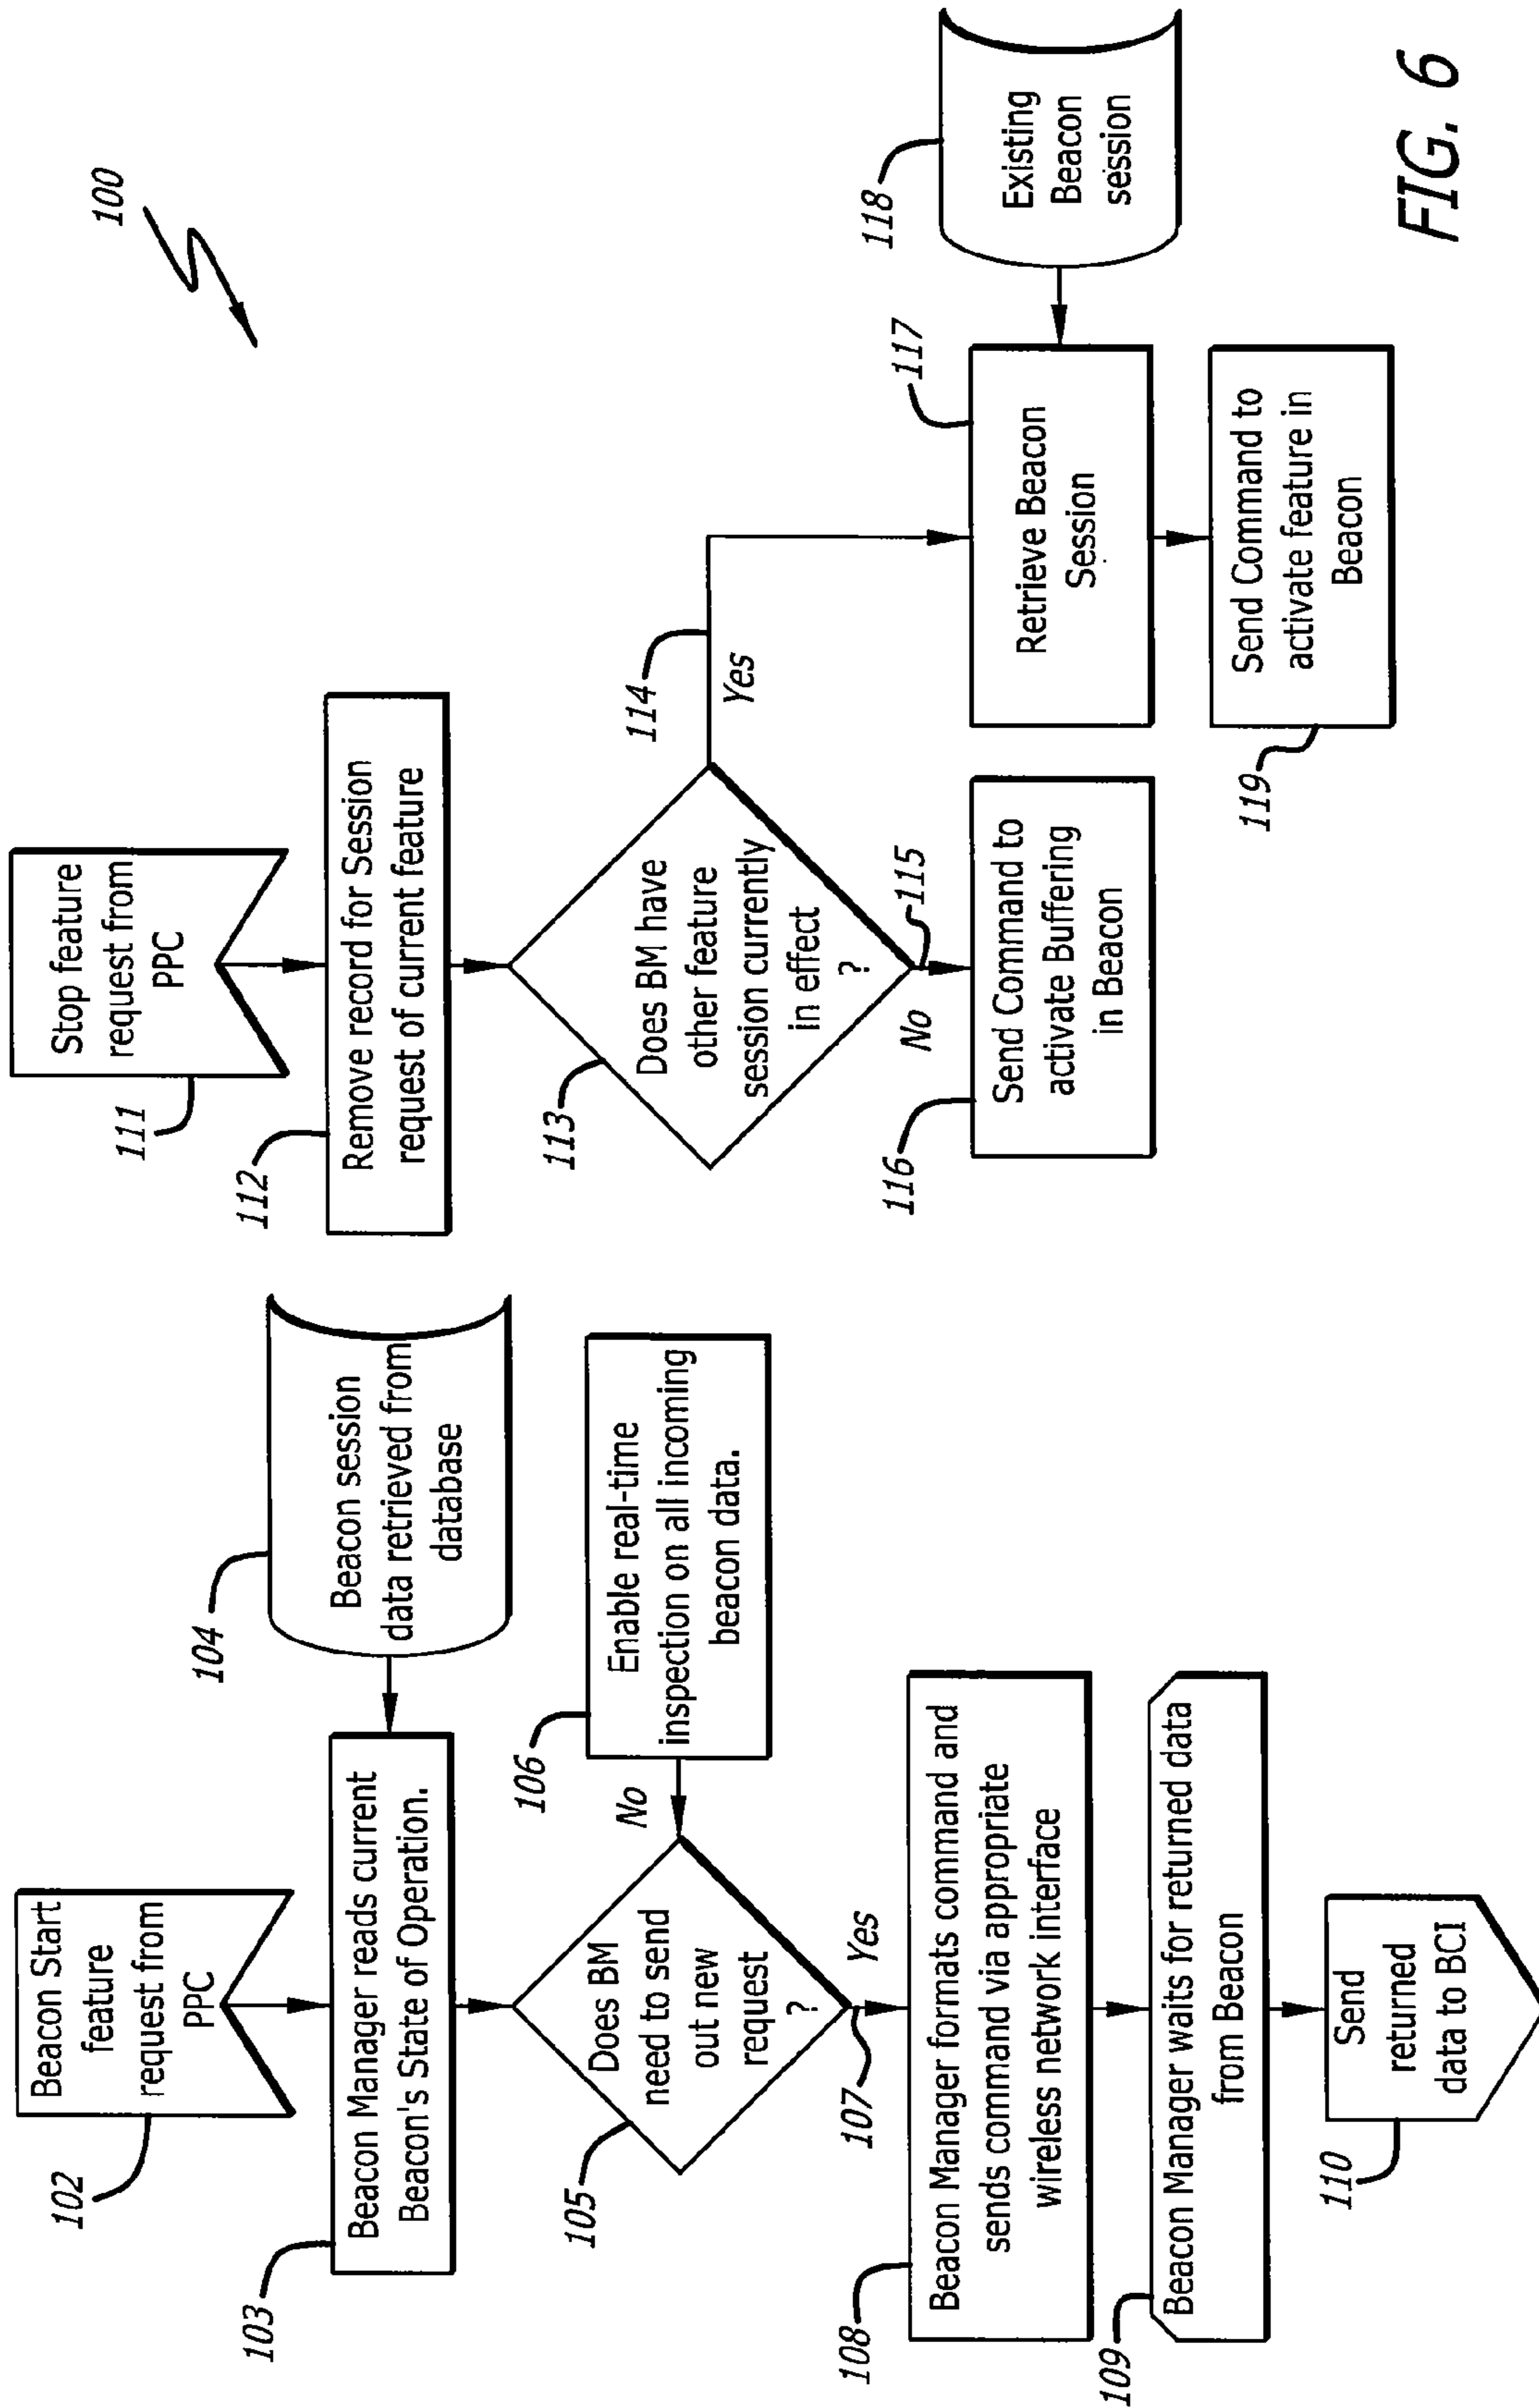 100
102
Beacon Start
feature
request from
PPC
103
Beacon Manager reads current
Beacon's State of Operation.
104
Beacon session
data retrieved from
database
105
Does BM
need to send
out new
request
?
106
Enable real-time
inspection on all incoming
beacon data.
No
107
Yes
108
Beacon Manager formats command and
sends command via appropriate
wireless network interface
109
Beacon Manager waits for returned data
from Beacon
110
Send
returned
data to BCI
111
Stop feature
request from
PPC
112
Remove record for Session
request of current feature
113
Does BM have
other feature
session currently
in effect
?
114
Yes
115
No
116
Send Command to
activate Buffering
in Beacon
117
Retrieve Beacon
Session
118
Existing
Beacon
session
119
Send Command to
activate feature in
Beacon
FIG. 6